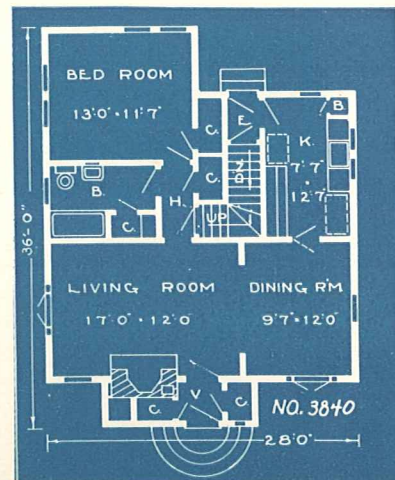 BED ROOM
13'0" × 11'7"
C.
E.
B.
K.
7'7"
×
12'7"
C.
DN
B.
H.
C.
UP
36'-0"
LIVING ROOM
17'0" × 12'0
DINING R'M
9'7" × 12'0"
C.
V
C.
NO. 3840
28'0"